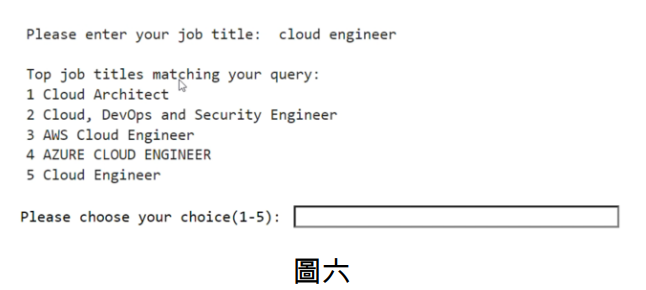 Please enter your job title: cloud engineer
Top job titles matching your query:
1 Cloud Architect
2 Cloud, DevOps and Security Engineer
3 AWS Cloud Engineer
4 AZURE CLOUD ENGINEER
5 Cloud Engineer
Please choose your choice(1-5):
圖六